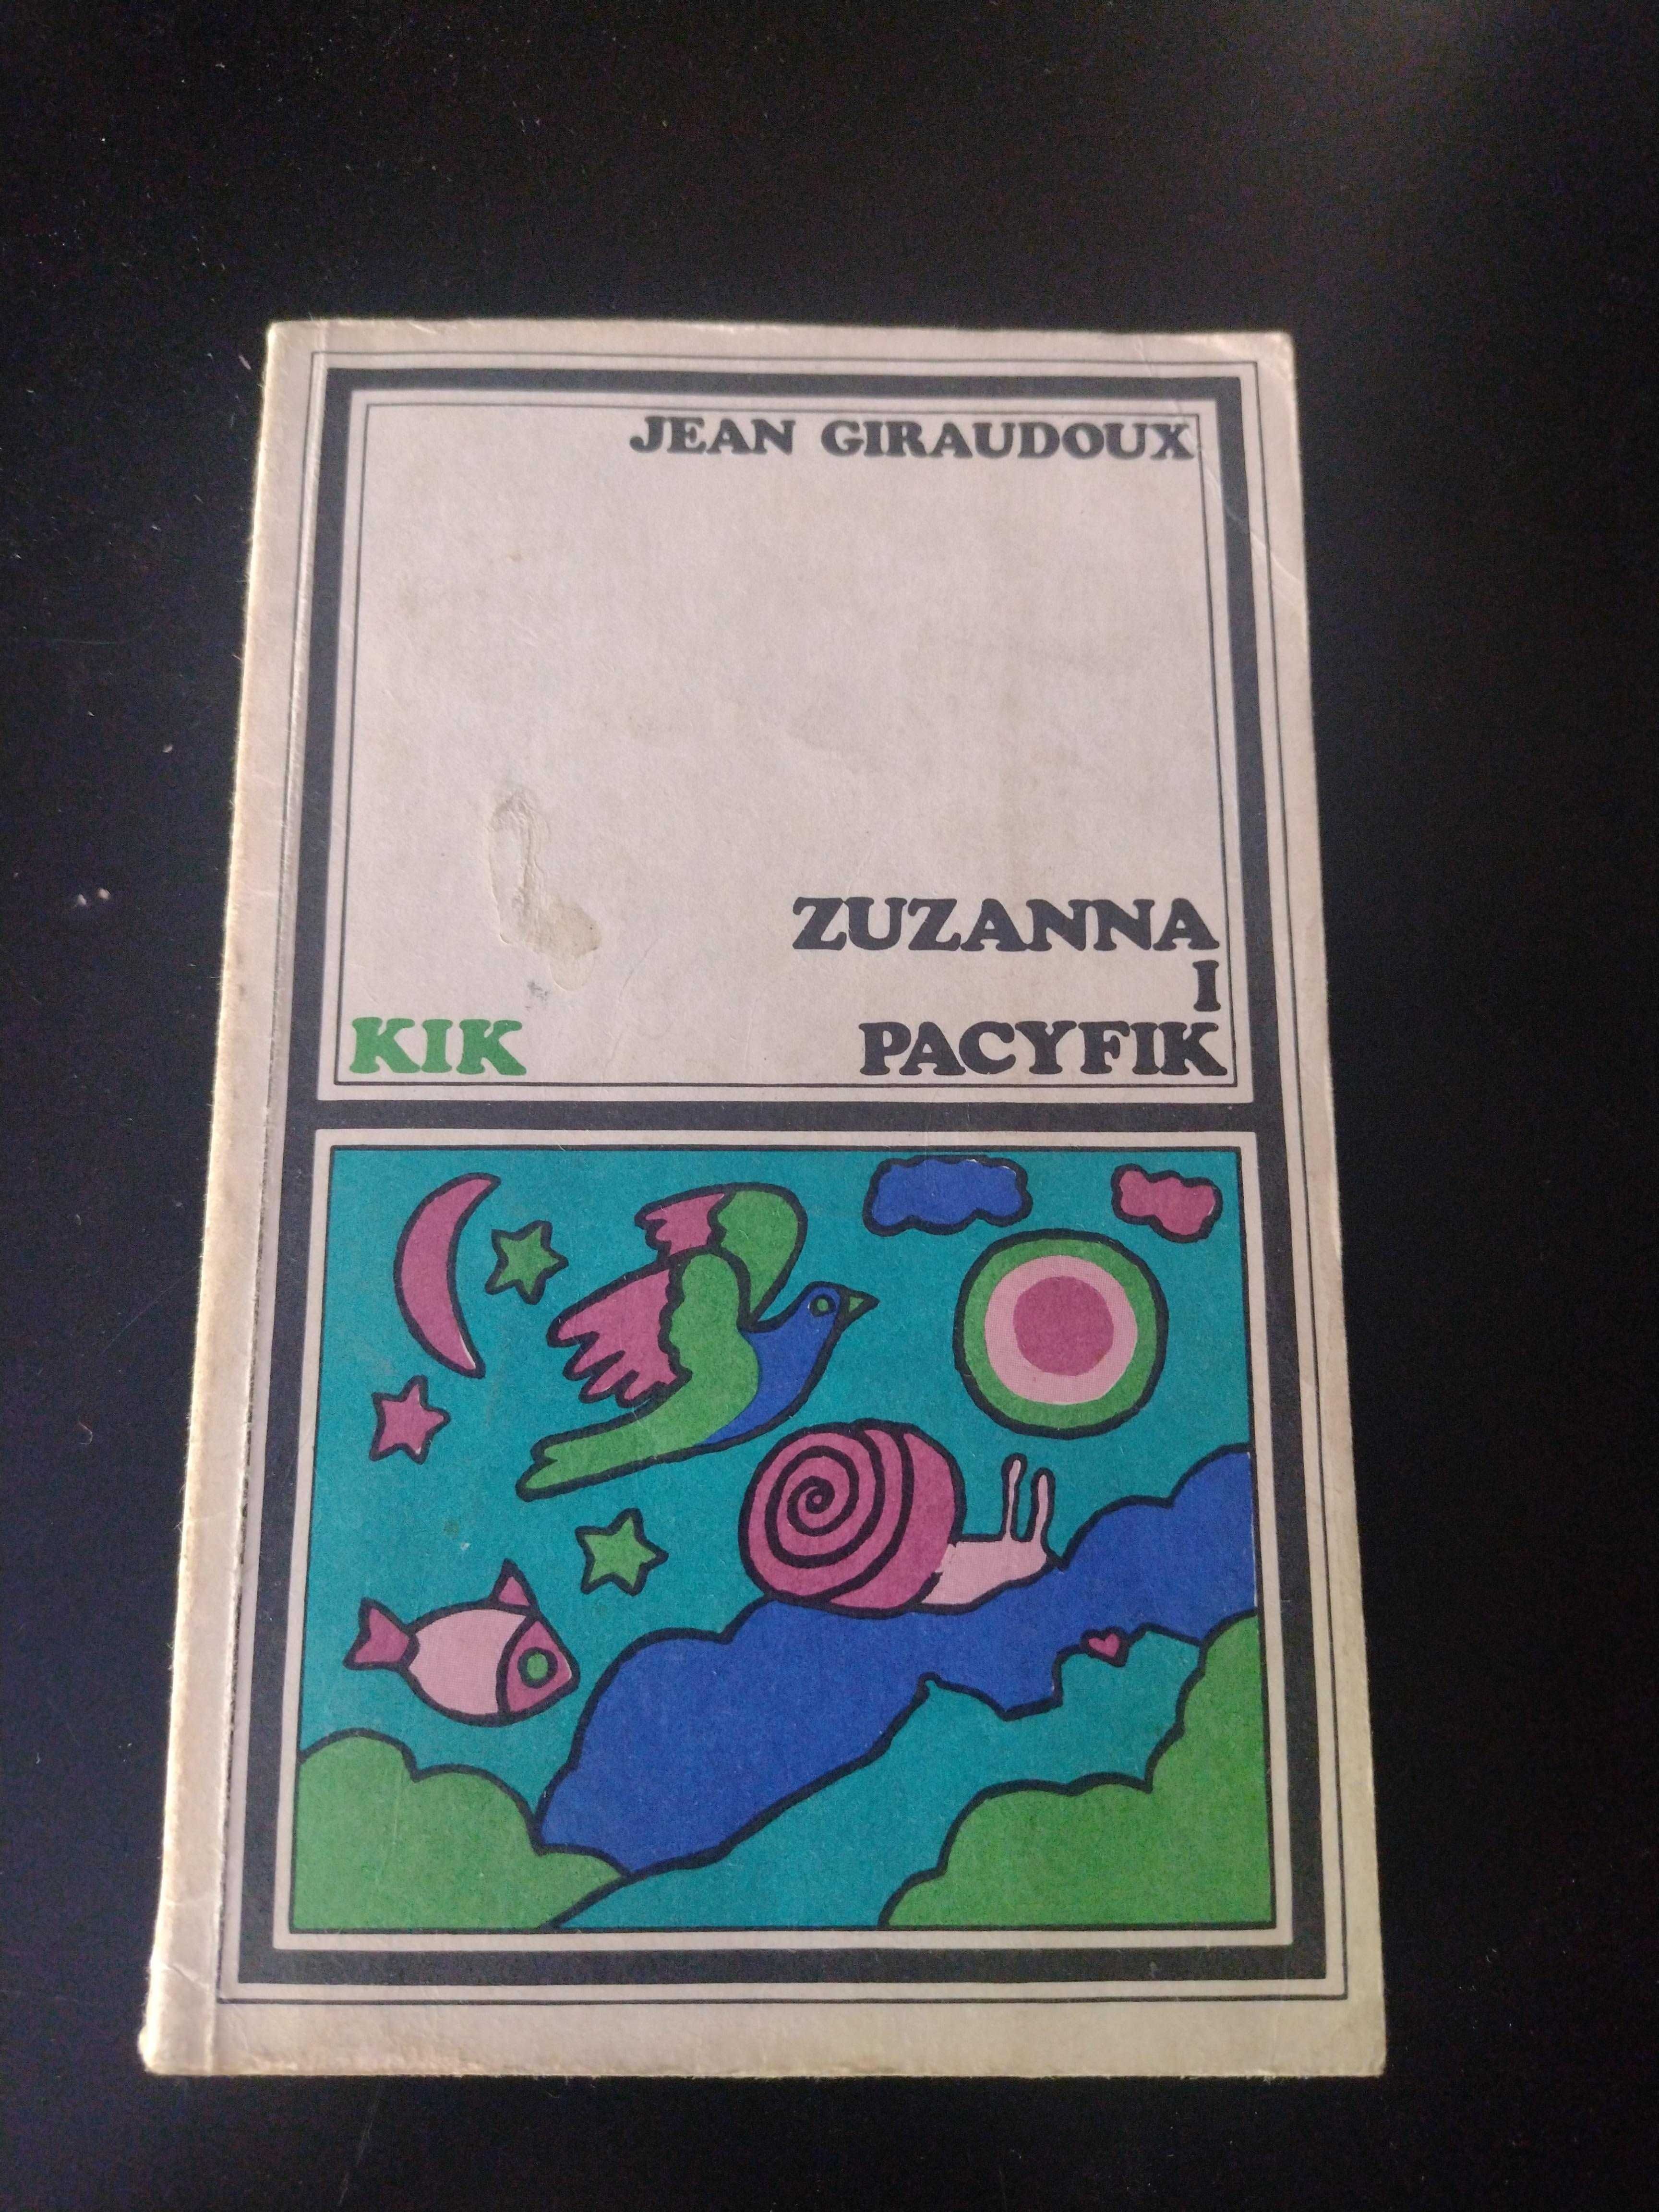 JEAN GIRAUDOUX
ZUZANNA
I
KIK PACYFIK